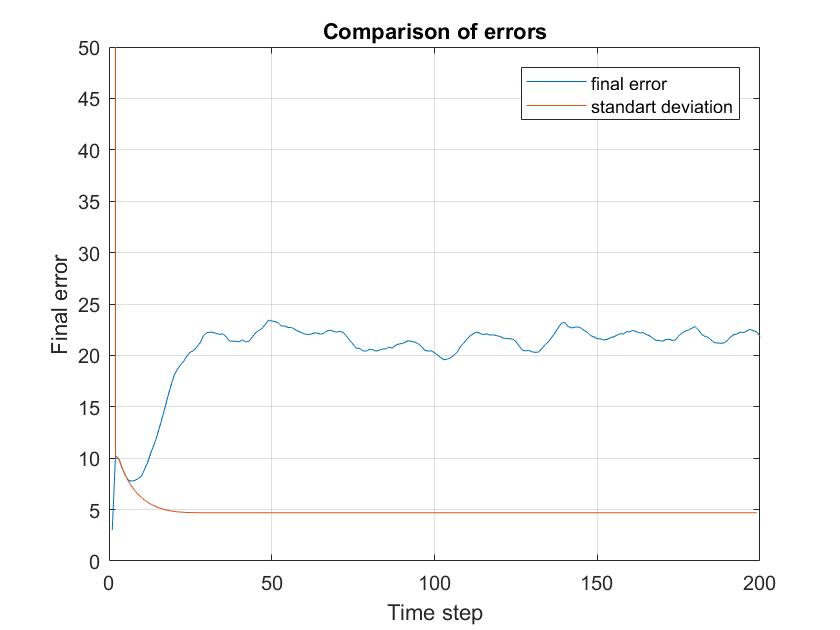 Comparison of errors
final error
standart deviation
50
45
40
35
30
25
20
15
10
5
0
Final error
0 50 100 150 200
Time step